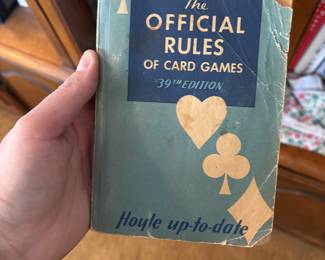 The
OFFICIAL
RULES
OF CARD GAMES
39TH EDITION
Hoyle up-to-date